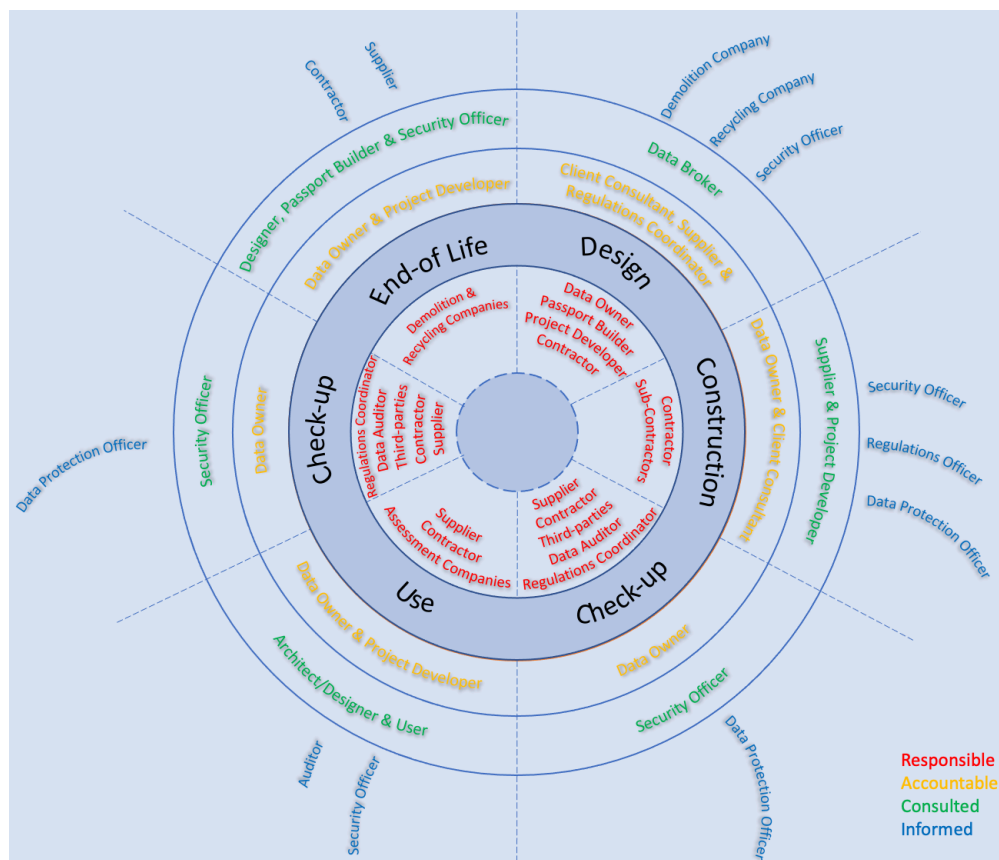 Supplier
Contractor
Designer, Passport Builder & Security Officer
Data Owner & Project Developer
End-of Life
Demolition &
Recycling Companies
Demolition Company
Recycling Company
Security Officer
Data Broker
Client Consultant, Supplier &
Regulations Coordinator
Design
Data Owner
Passport Builder
Project Developer
Contractor
Security Officer
Regulations Officer
Data Protection Officer
Supplier & Project Developer
Data Owner & Client Consultant
Construction
Contractor
Sub-Contractors
Supplier
Contractor
Third-parties
Data Auditor
Regulations Coordinator
Check-up
Data Owner
Security Officer
Data Protection Officer
Supplier
Contractor
Assessment Companies
Use
Data Owner & Project Developer
Architect/Designer & User
Auditor
Security Officer
Data Protection Officer
Security Officer
Data Owner
Check-up
Regulations Coordinator
Data Auditor
Third-parties
Contractor
Supplier
Responsible
Accountable
Consulted
Informed